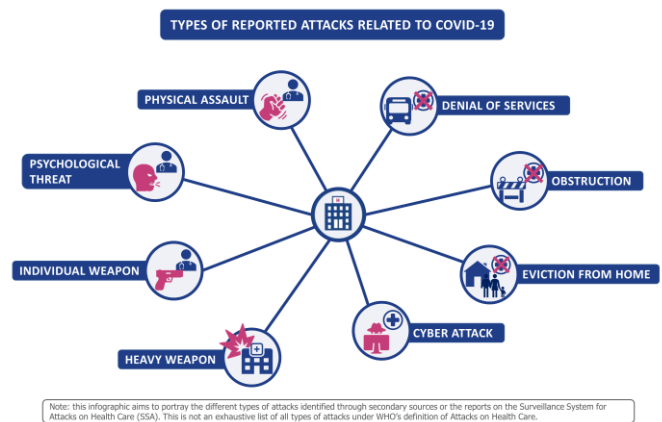 TYPES OF REPORTED ATTACKS RELATED TO COVID-19
PHYSICAL ASSAULT
DENIAL OF SERVICES
PSYCHOLOGICAL
THREAT
OBSTRUCTION
INDIVIDUAL WEAPON
EVICTION FROM HOME
HEAVY WEAPON
CYBER ATTACK
Note: this infographic aims to portray the different types of attacks identified through secondary sources or the reports on the Surveillance System for
Attacks on Health Care (SSA). This is not an exhaustive list of all types of attacks under WHO's definition of Attacks on Health Care.